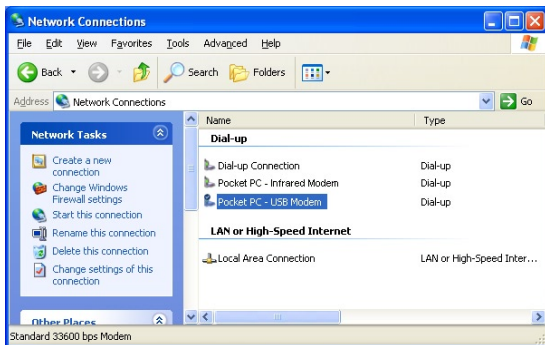 Network Connections
File Edit View Favorites Tools Advanced Help
Back Search Folders
Address Network Connections Go
Network Tasks
Create a new
connection
Change Windows
Firewall settings
Start this connection
Rename this connection
Delete this connection
Change settings of this
connection
Other Places
Name Type
Dial-up
Dial-up Connection Dial-up
Pocket PC - Infrared Modem Dial-up
Pocket PC - USB Modem Dial-up
LAN or High-Speed Internet
Local Area Connection LAN or High-Speed Inter...
Standard 33600 bps Modem